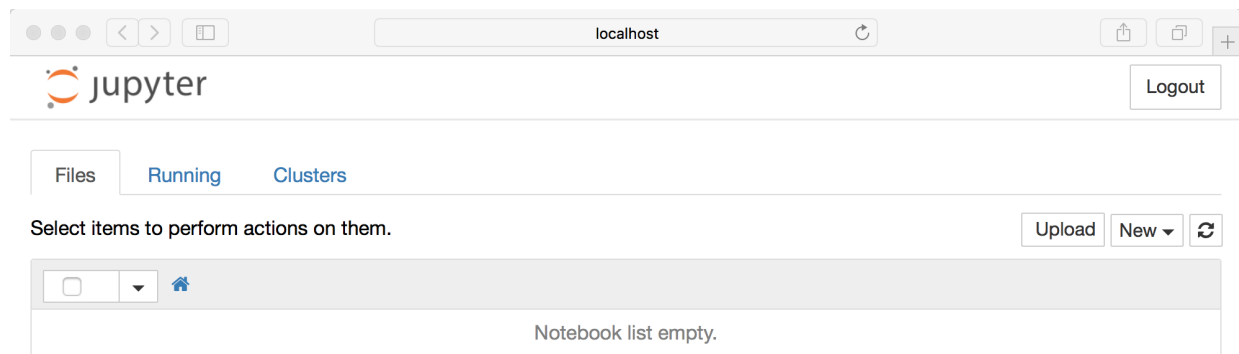 localhost
jupyter
Logout
Files Running Clusters
Select items to perform actions on them.
Upload New
Notebook list empty.